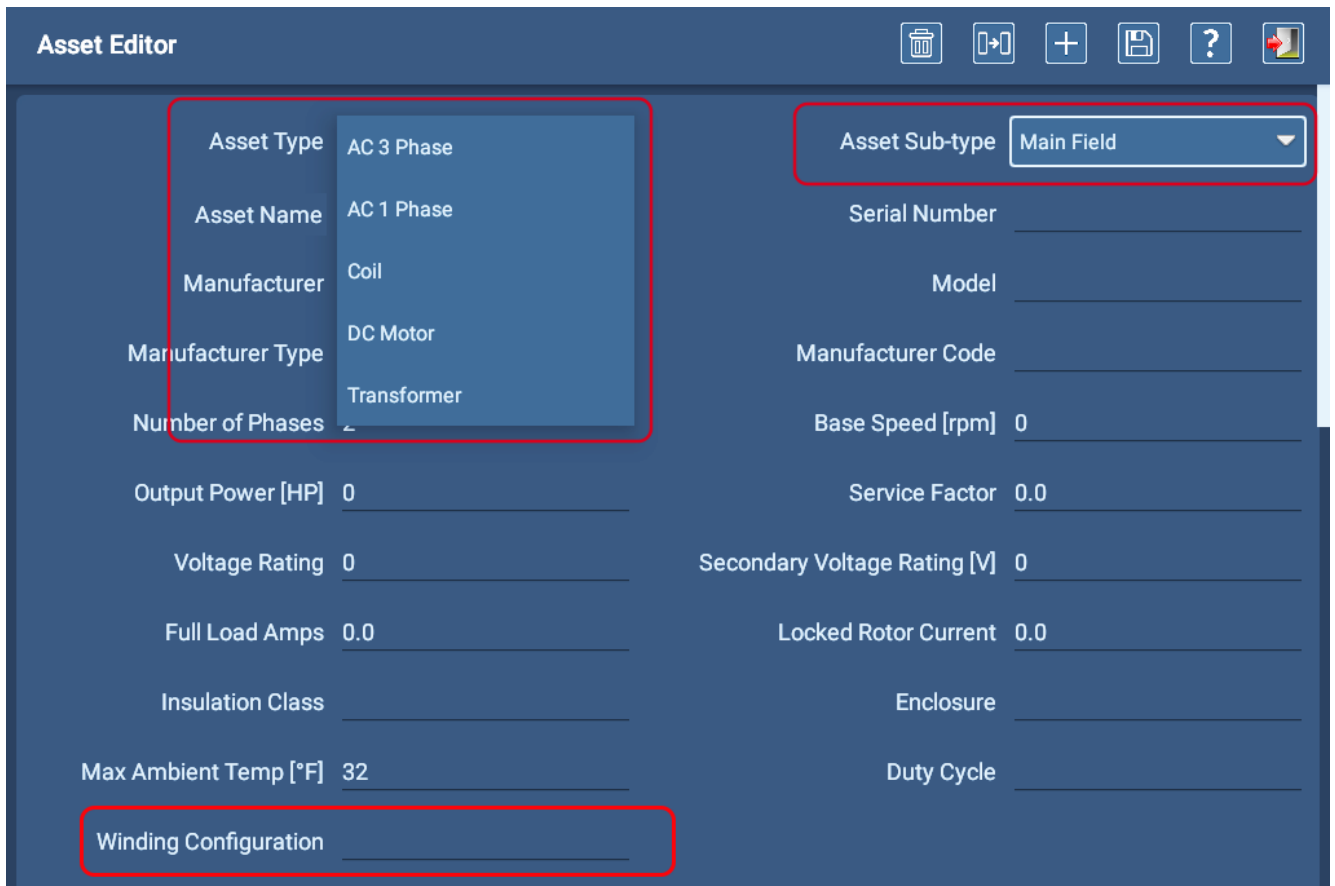 Asset Editor
?
Asset Type
AC 3 Phase
AC 1 Phase
Coil
DC Motor
Transformer
Asset Sub-type Main Field
Asset Name
Serial Number
Manufacturer
Model
Manufacturer Type
Manufacturer Code
Number of Phases
Base Speed [rpm] 0
Output Power [HP] 0
Service Factor 0.0
Voltage Rating 0
Secondary Voltage Rating [V] 0
Full Load Amps 0.0
Locked Rotor Current 0.0
Insulation Class
Enclosure
Max Ambient Temp [°F] 32
Duty Cycle
Winding Configuration